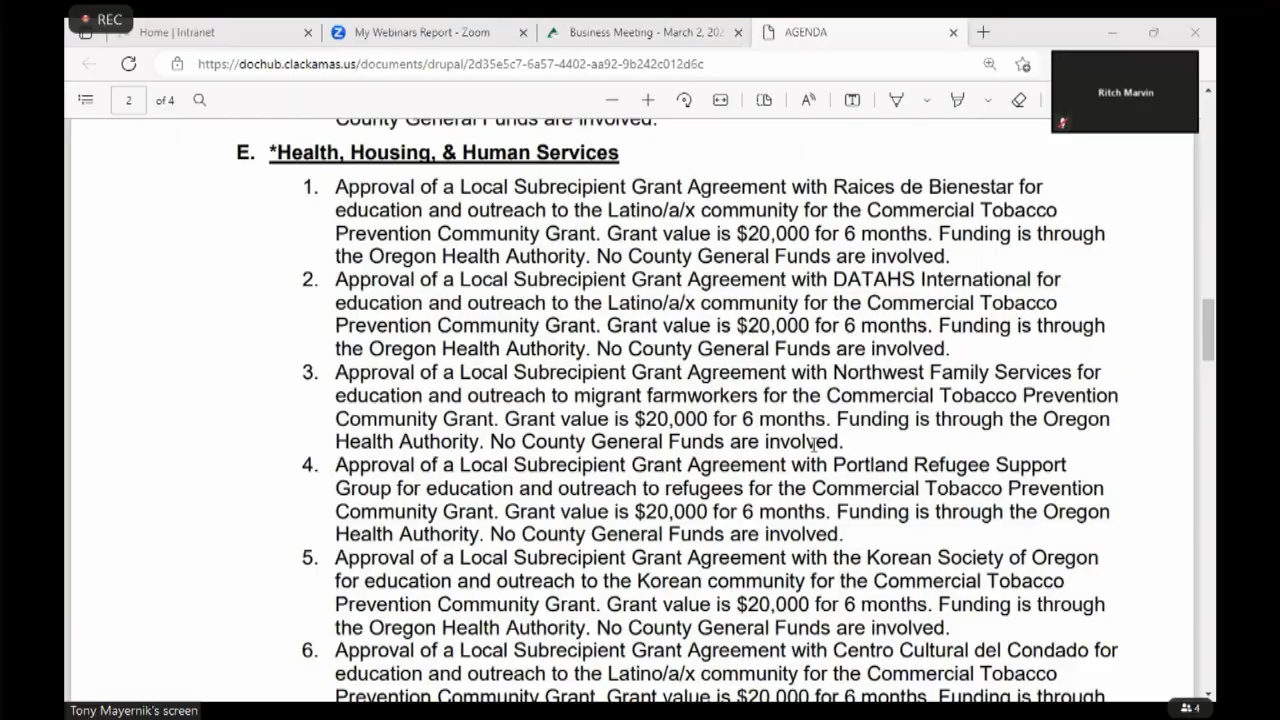 REC
Home | Intranet
My Webinars Report - Zoom
Business Meeting - March 2, 202
AGENDA
https://dochub.clackamas.us/documents/drupal/2d35e5c7-6a57-4402-aa92-9b242c012d6c
2 of 4
Ritch Marvin
County General Funds are involved.
E. *Health, Housing, & Human Services
1. Approval of a Local Subrecipient Grant Agreement with Raices de Bienestar for
education and outreach to the Latino/a/x community for the Commercial Tobacco
Prevention Community Grant. Grant value is $20,000 for 6 months. Funding is through
the Oregon Health Authority. No County General Funds are involved.
2. Approval of a Local Subrecipient Grant Agreement with DATAHS International for
education and outreach to the Latino/a/x community for the Commercial Tobacco
Prevention Community Grant. Grant value is $20,000 for 6 months. Funding is through
the Oregon Health Authority. No County General Funds are involved.
3. Approval of a Local Subrecipient Grant Agreement with Northwest Family Services for
education and outreach to migrant farmworkers for the Commercial Tobacco Prevention
Community Grant. Grant value is $20,000 for 6 months. Funding is through the Oregon
Health Authority. No County General Funds are involved.
4. Approval of a Local Subrecipient Grant Agreement with Portland Refugee Support
Group for education and outreach to refugees for the Commercial Tobacco Prevention
Community Grant. Grant value is $20,000 for 6 months. Funding is through the Oregon
Health Authority. No County General Funds are involved.
5. Approval of a Local Subrecipient Grant Agreement with the Korean Society of Oregon
for education and outreach to the Korean community for the Commercial Tobacco
Prevention Community Grant. Grant value is $20,000 for 6 months. Funding is through
the Oregon Health Authority. No County General Funds are involved.
6. Approval of a Local Subrecipient Grant Agreement with Centro Cultural del Condado for
education and outreach to the Latino/a/x community for the Commercial Tobacco
Prevention Community Grant. Grant value is $20,000 for 6 months. Funding is through
Tony Mayernik's screen
4